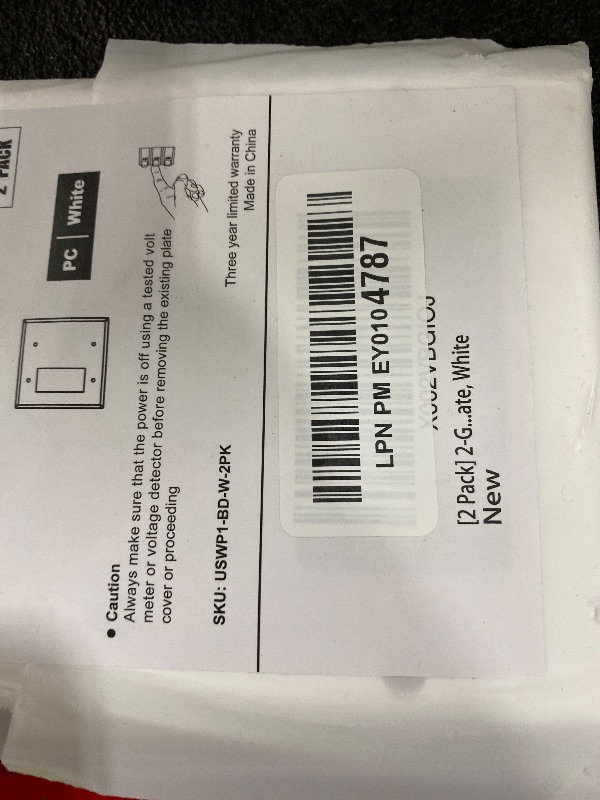 2 PACK
PC | White
● Caution
Always make sure that the power is off using a tested volt
meter or voltage detector before removing the existing plate
cover or proceeding
SKU: USWP1-BD-W-2PK
Three year limited warranty
Made in China
LPN PM EY0104787
[2 Pack] 2-G...ate, White
New